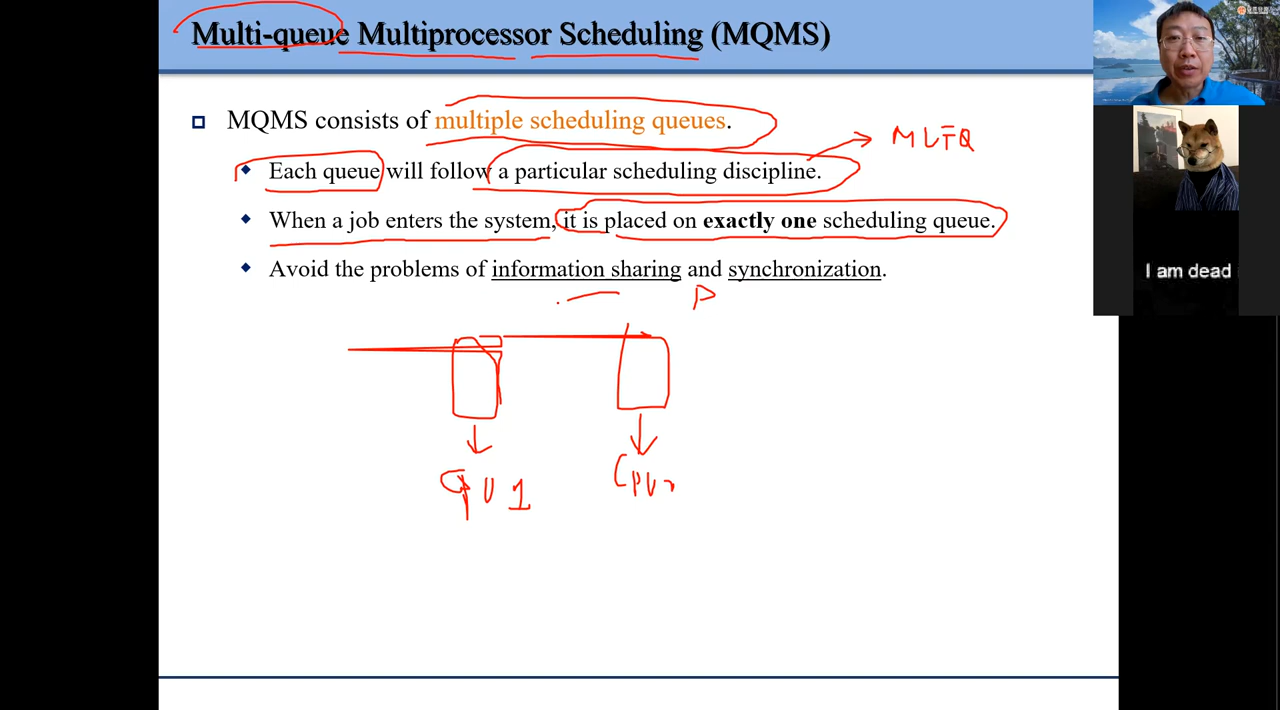 Multi-queue Multiprocessor Scheduling (MQMS)
MQMS consists of multiple scheduling queues.
MLFQ
Each queue will follow a particular scheduling discipline.
When a job enters the system, it is placed on exactly one scheduling queue.
I am dead
Avoid the problems of information sharing and synchronization.
CPU 1